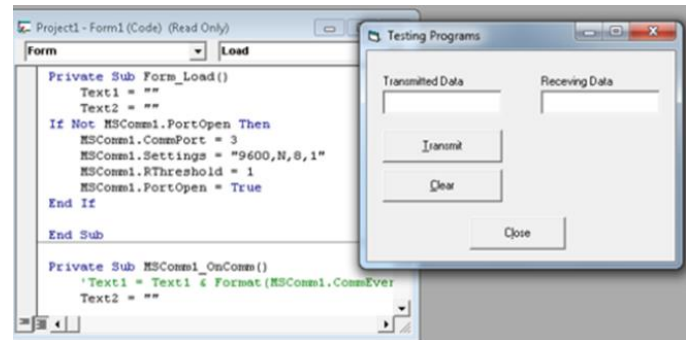 Project1 - Form1 (Code) (Read Only)
Form
Load
Private Sub Form_Load()
Text1 = ""
Text2 = ""
If Not MSComm1.PortOpen Then
MSComm1.CommPort = 3
MSComm1.Settings = "9600,N,8,1"
MSComm1.RThreshold = 1
MSComm1.PortOpen = True
End If
End Sub
Private Sub MSComm1_OnComm()
'Text1 = Text1 & Format(MSComm1.CommEver
Text2 = ""
Testing Programs
Transmitted Data
Receving Data
Transmit
Clear
Close